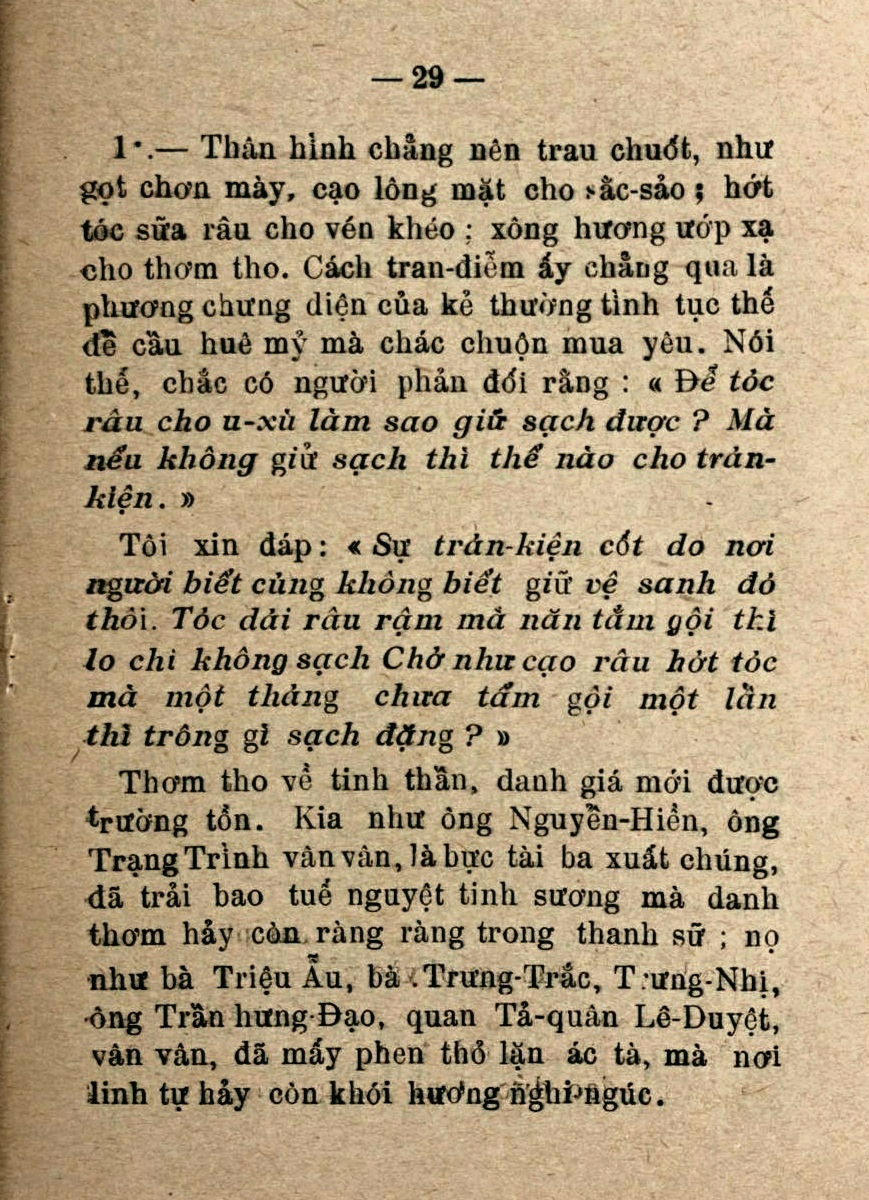 — 29 —
1°.— Thân hình chẳng nên trau chuốt, như
gọt chơn mày, cạo lông mặt cho sắc-sảo ; hớt
tóc sữa râu cho vén khéo ; xông hương ướp xạ
cho thơm tho. Cách tran-điểm ấy chẳng qua là
phương chưng diện của kẻ thường tình tục thế
để cầu huê mỷ mà chác chuộn mua yêu. Nói
thế, chắc có người phản đối rằng : « Để tóc
râu cho u-xù làm sao giữ sạch được ? Mà
nếu không giử sạch thì thế nào cho tràn-
kiện. »
Tôi xin đáp : « Sự tràn-kiện cốt do nơi
người biết cùng không biết giữ vệ sanh đó
thôi. Tóc dài râu rậm mà năn tắm gội thì
lo chi không sạch Chớ như cạo râu hớt tóc
mà một tháng chưa tắm gội một lần
thì trông gì sạch đặng ? »
Thơm tho về tinh thần, danh giá mới được
trường tồn. Kia như ông Nguyễn-Hiền, ông
Trạng Trình vân vân, là bực tài ba xuất chúng,
đã trải bao tuế nguyệt tinh sương mà danh
thơm hảy còn ràng ràng trong thanh sữ ; nọ
như bà Triệu Ẩu, bà Trưng-Trắc, Trưng-Nhị,
ông Trần hưng-Đạo, quan Tả-quân Lê-Duyệt,
vân vân, đã mấy phen thỏ lặn ác tà, mà nơi
linh tự hảy còn khói hương nghi ngúc.